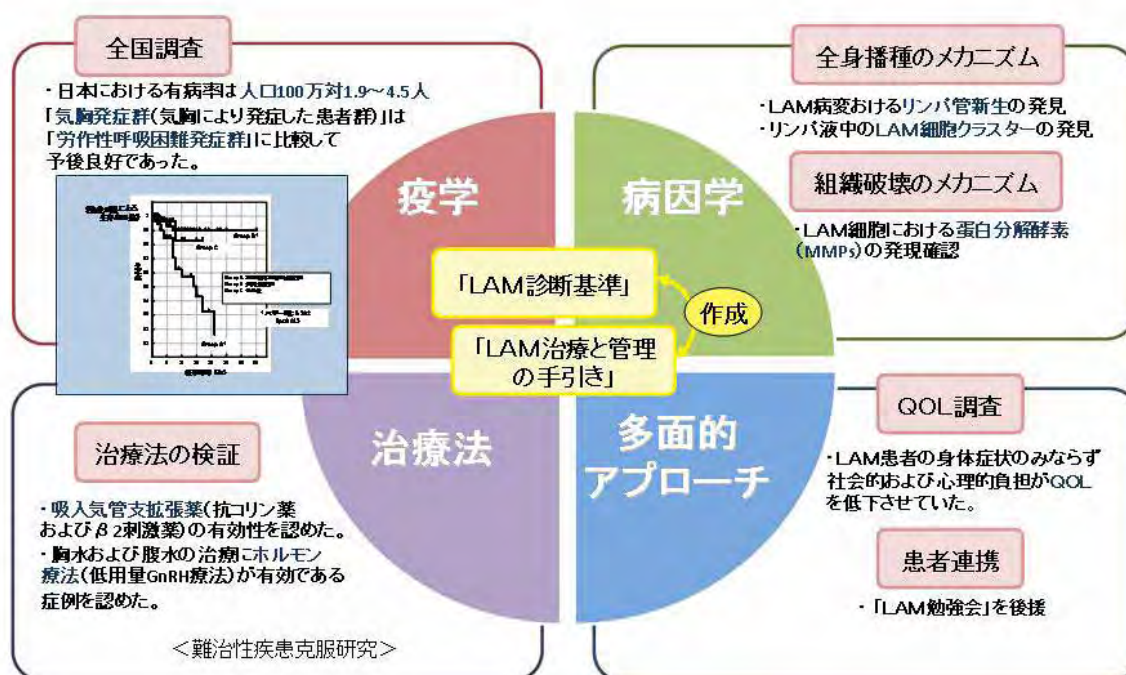 全国調査
・日本における有病率は人口100万対1.9～4.5人
「気胸発症群(気胸により発症した患者群)」は
「労作性呼吸困難発症群」に比較して
予後良好であった。
Group C
疫学
病因学
全身播種のメカニズム
・LAM病変おけるリンパ管新生の発見
・リンパ液中のLAM細胞クラスターの発見
組織破壊のメカニズム
・LAM細胞における蛋白分解酵素
(MMPs)の発現確認
「LAM診断基準」
作成
「LAM治療と管理
の手引き」
治療法
多面的
アプローチ
治療法の検証
・吸入気管支拡張薬(抗コリン薬
およびβ2刺激薬)の有効性を認めた。
・胸水および腹水の治療にホルモン
療法(低用量GnRH療法)が有効である
症例を認めた。
＜難治性疾患克服研究＞
QOL調査
・LAM患者の身体症状のみならず
社会的および心理的負担がQOL
を低下させていた。
患者連携
・「LAM勉強会」を後援